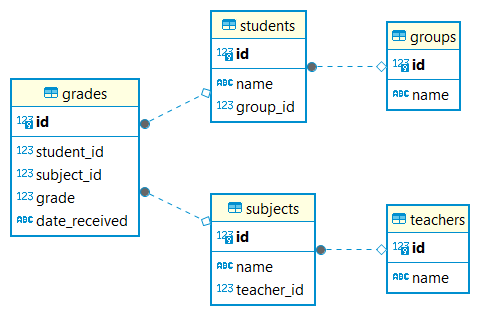 grades
123 id
123 student_id
123 subject_id
123 grade
ABC date_received
students
123 id
ABC name
123 group_id
groups
123 id
ABC name
subjects
123 id
ABC name
123 teacher_id
teachers
123 id
ABC name